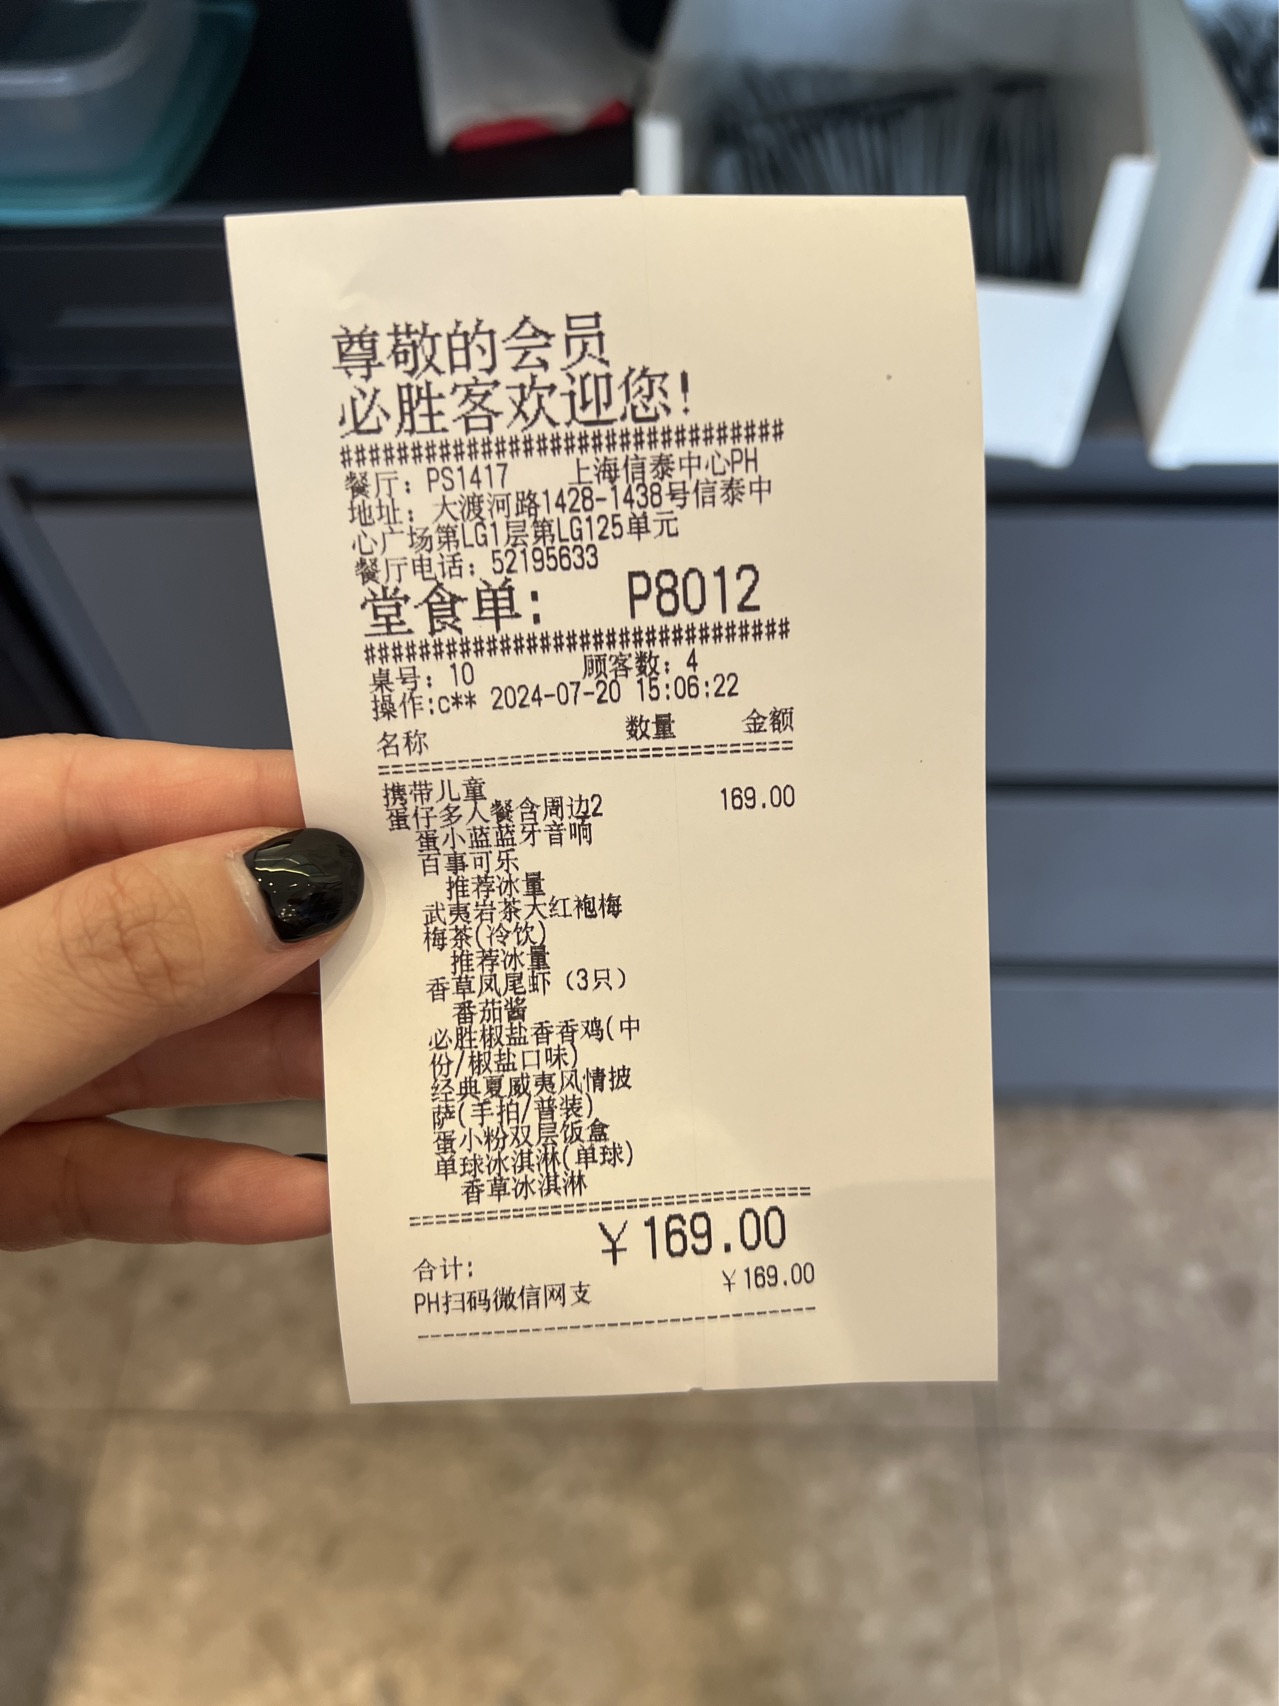 尊敬的会员
必胜客欢迎您!
##################################
餐厅: PS1417 上海信泰中心PH
地址: 大渡河路1428-1438号信泰中
心广场第LG1层第LG125单元
餐厅电话: 52195633
堂食单: P8012
##################################
桌号: 10 顾客数: 4
操作:c** 2024-07-20 15:06:22
名称 数量 金额
================================
携带儿童
蛋仔多人餐含周边2 169.00
蛋小蓝蓝牙音响
百事可乐
推荐冰量
武夷岩茶大红袍梅
梅茶(冷饮)
推荐冰量
香草凤尾虾 (3只)
番茄酱
必胜椒盐香香鸡(中
份/椒盐口味)
经典夏威夷风情披
萨(手拍/普装)
蛋小粉双层饭盒
单球冰淇淋(单球)
香草冰淇淋
================================
合计: ￥169.00
PH扫码微信网支 ￥169.00
--------------------------------